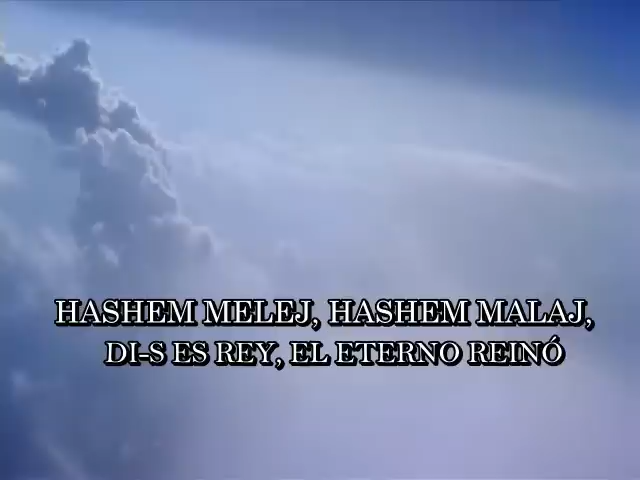 HASHEM MELEJ, HASHEM MALAJ,
DI-S ES REY, EL ETERNO REINÓ